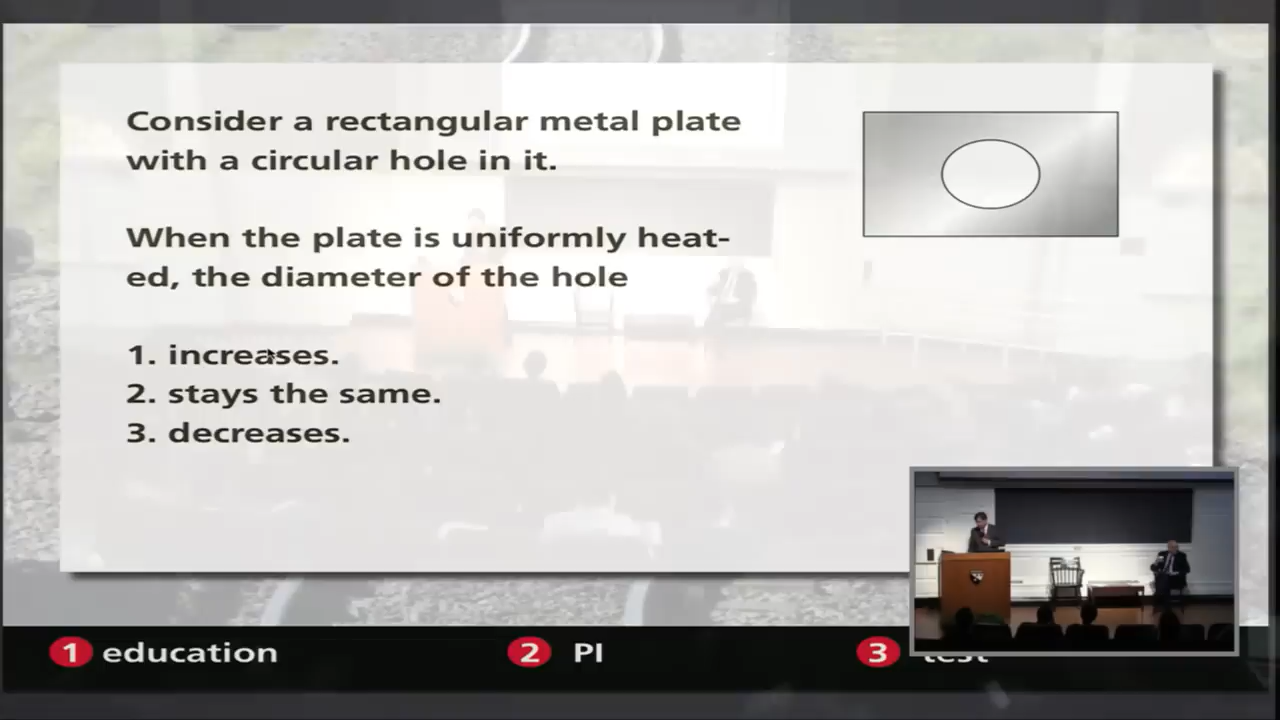 Consider a rectangular metal plate
with a circular hole in it.
When the plate is uniformly heat-
ed, the diameter of the hole
1. increases.
2. stays the same.
3. decreases.
1 education
2 PI
3 test